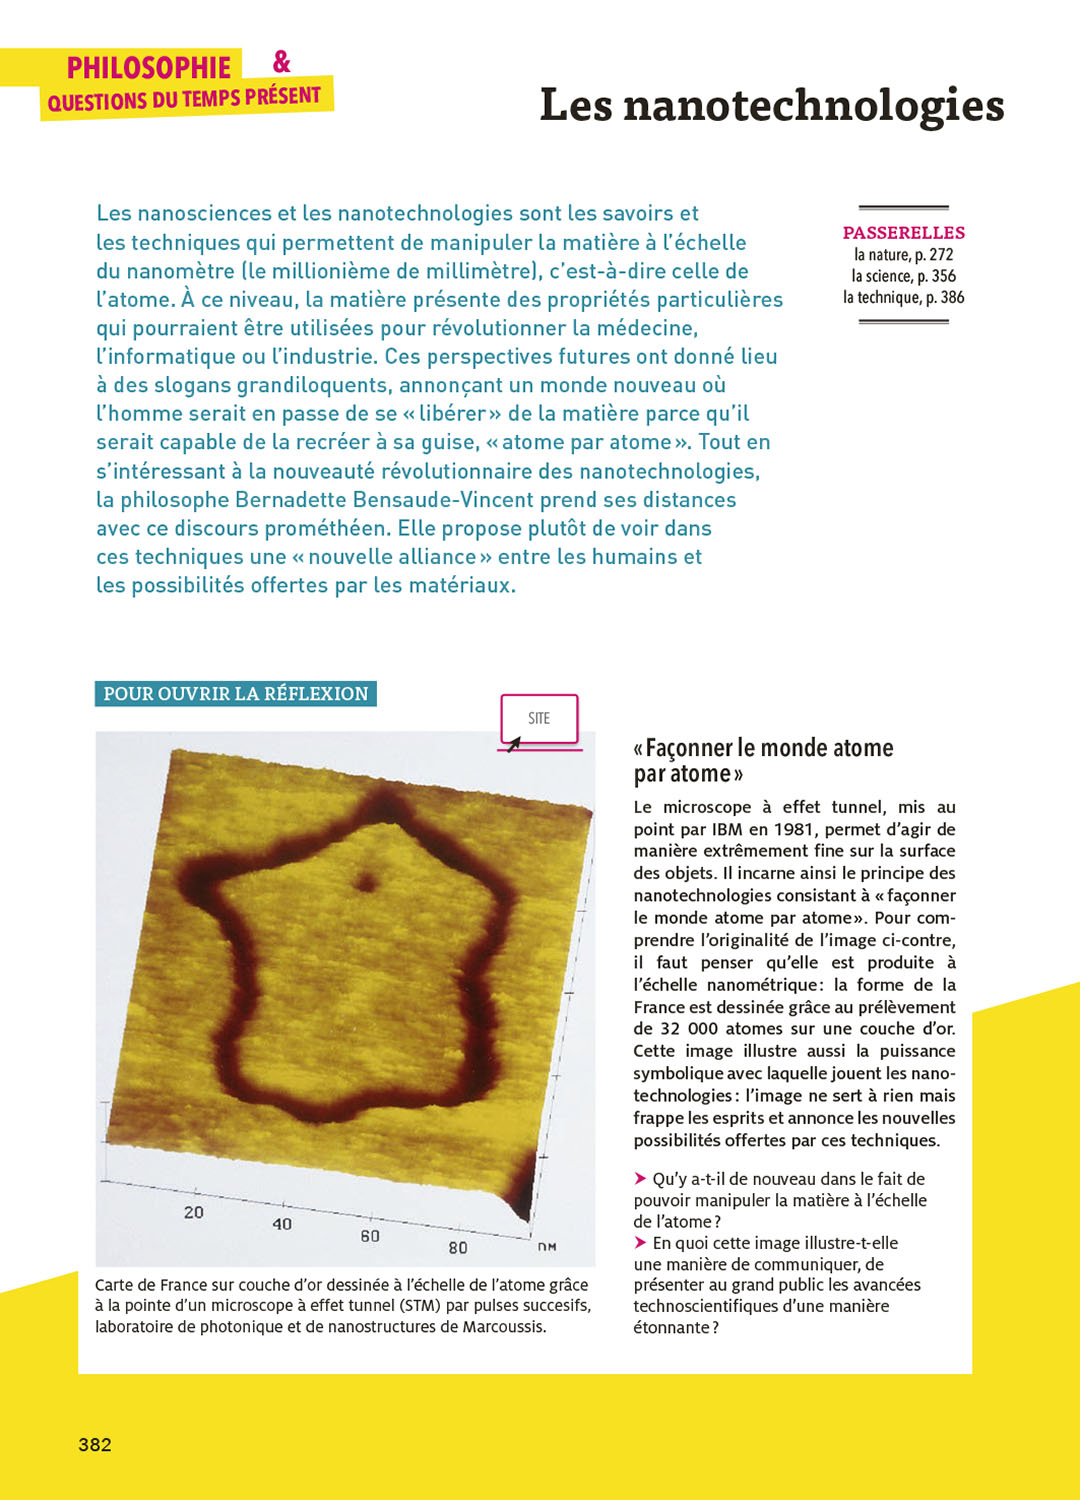 PHILOSOPHIE &
QUESTIONS DU TEMPS PRÉSENT
Les nanotechnologies
Les nanosciences et les nanotechnologies sont les savoirs et
les techniques qui permettent de manipuler la matière à l’échelle
du nanomètre (le millionième de millimètre), c’est-à-dire celle de
l’atome. À ce niveau, la matière présente des propriétés particulières
qui pourraient être utilisées pour révolutionner la médecine,
l’informatique ou l’industrie. Ces perspectives futures ont donné lieu
à des slogans grandiloquents, annonçant un monde nouveau où
l’homme serait en passe de se « libérer » de la matière parce qu’il
serait capable de la recréer à sa guise, « atome par atome ». Tout en
s’intéressant à la nouveauté révolutionnaire des nanotechnologies,
la philosophe Bernadette Bensaude-Vincent prend ses distances
avec ce discours prométhéen. Elle propose plutôt de voir dans
ces techniques une « nouvelle alliance » entre les humains et
les possibilités offertes par les matériaux.
PASSERELLES
la nature, p. 272
la science, p. 356
la technique, p. 386
POUR OUVRIR LA RÉFLEXION
SITE
20
40
60
80
nM
Carte de France sur couche d’or dessinée à l’échelle de l’atome grâce
à la pointe d’un microscope à effet tunnel (STM) par pulses succesifs,
laboratoire de photonique et de nanostructures de Marcoussis.
« Façonner le monde atome
par atome »
Le microscope à effet tunnel, mis au
point par IBM en 1981, permet d’agir de
manière extrêmement fine sur la surface
des objets. Il incarne ainsi le principe des
nanotechnologies consistant à « façonner
le monde atome par atome ». Pour com-
prendre l’originalité de l’image ci-contre,
il faut penser qu’elle est produite à
l’échelle nanométrique : la forme de la
France est dessinée grâce au prélèvement
de 32 000 atomes sur une couche d’or.
Cette image illustre aussi la puissance
symbolique avec laquelle jouent les nano-
technologies : l’image ne sert à rien mais
frappe les esprits et annonce les nouvelles
possibilités offertes par ces techniques.
➤ Qu’y a-t-il de nouveau dans le fait de
pouvoir manipuler la matière à l’échelle
de l’atome ?
➤ En quoi cette image illustre-t-elle
une manière de communiquer, de
présenter au grand public les avancées
technoscientifiques d’une manière
étonnante ?
382